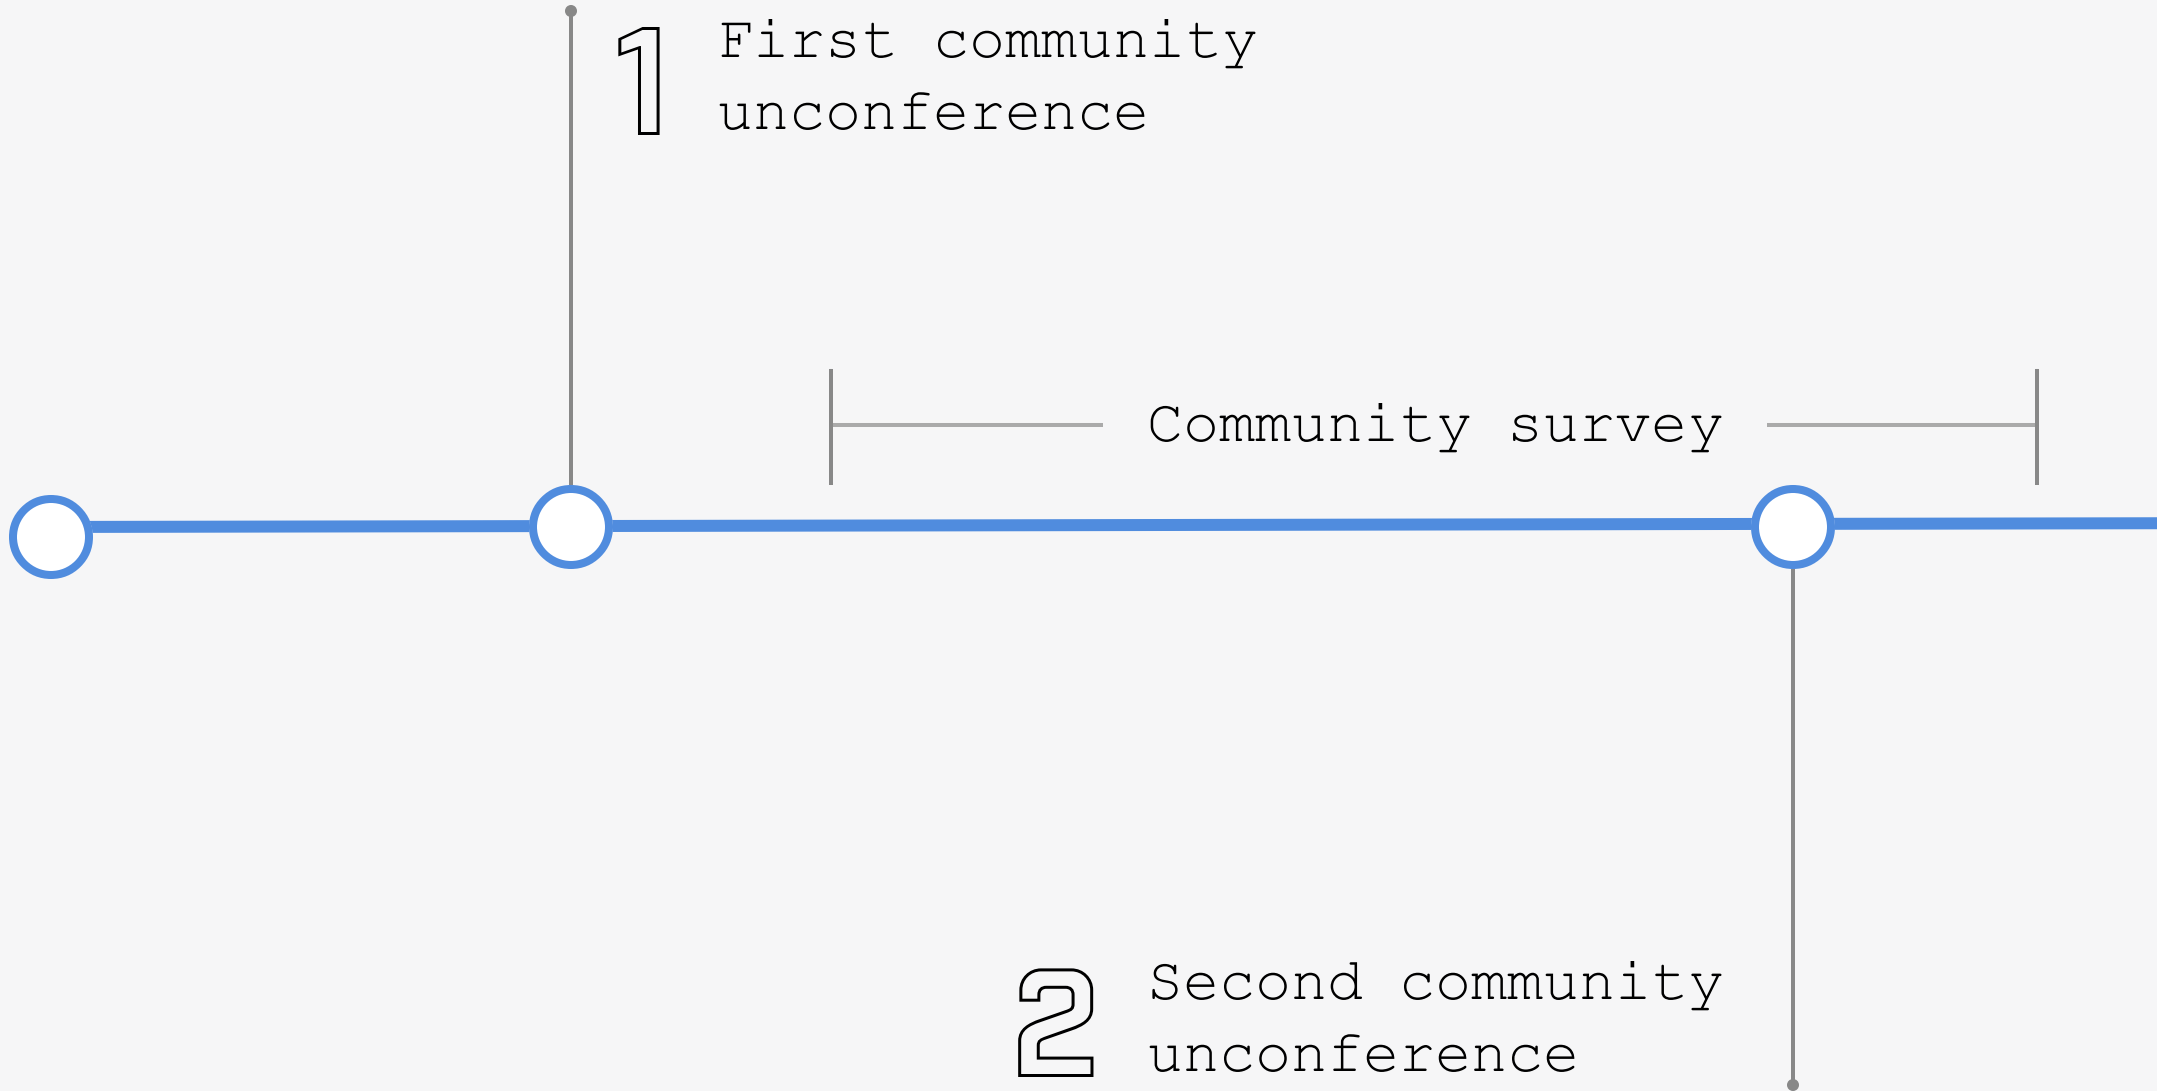 1
First community
unconference
Community survey
2
Second community
unconference